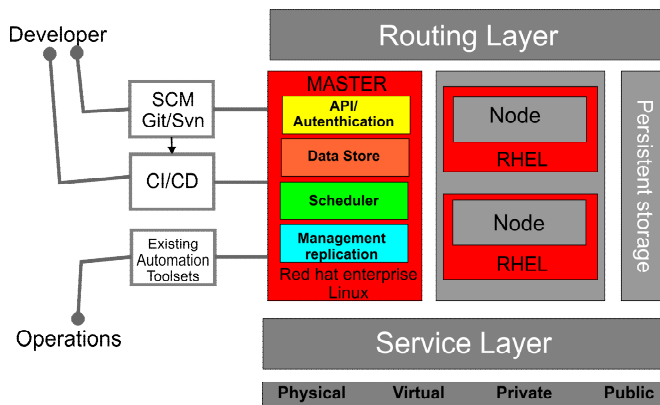 Developer
Routing Layer
SCM
Git/Svn
CI/CD
Existing
Automation
Toolsets
Operations
MASTER
API/
Autenthication
Data Store
Scheduler
Management
replication
Red hat enterprise
Linux
Node
RHEL
Node
RHEL
Persistent storage
Service Layer
Physical Virtual Private Public